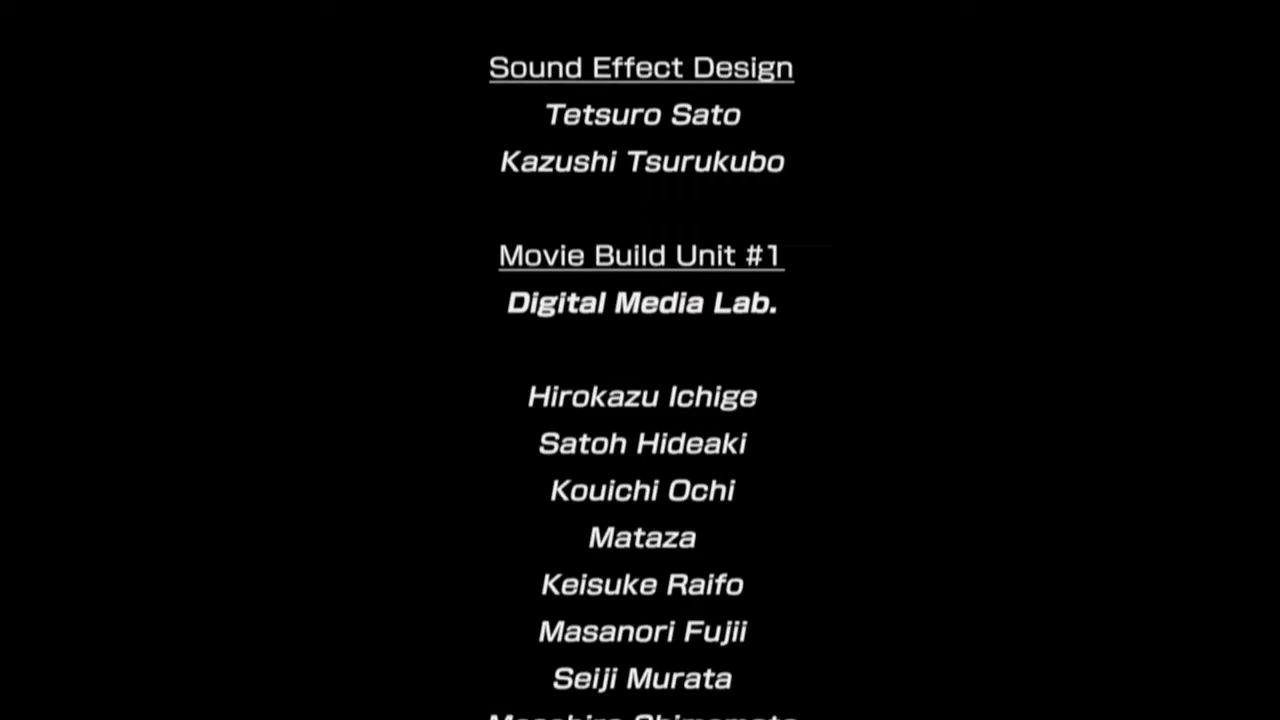 Sound Effect Design
Tetsuro Sato
Kazushi Tsurukubo
Movie Build Unit #1
Digital Media Lab.
Hirokazu Ichige
Satoh Hideaki
Kouichi Ochi
Mataza
Keisuke Raifo
Masanori Fujii
Seiji Murata